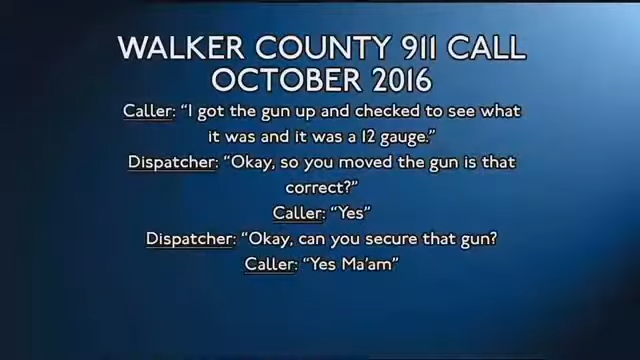 WALKER COUNTY 911 CALL
OCTOBER 2016
Caller: “I got the gun up and checked to see what
it was and it was a 12 gauge.”
Dispatcher: “Okay, so you moved the gun is that
correct?”
Caller: “Yes”
Dispatcher: “Okay, can you secure that gun?
Caller: “Yes Ma’am”